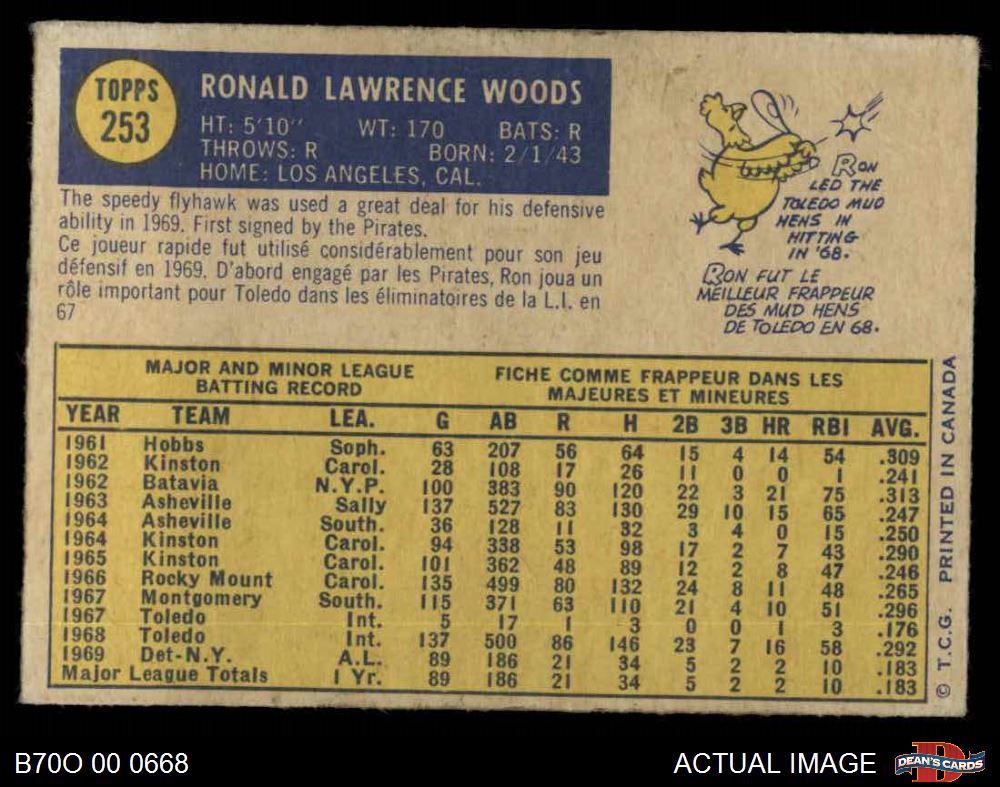 TOPPS
253
RONALD LAWRENCE WOODS
HT: 5'10" WT: 170 BATS: R
THROWS: R BORN: 2/1/43
HOME: LOS ANGELES, CAL.
The speedy flyhawk was used a great deal for his defensive
ability in 1969. First signed by the Pirates.
Ce joueur rapide fut utilisé considérablement pour son jeu
défensif en 1969. D'abord engagé par les Pirates, Ron joua un
rôle important pour Toledo dans les éliminatoires de la L.I. en
67
RON
LED THE
TOLEDO MUD
HENS IN
HITTING
IN '68.
RON FUT LE
MEILLEUR FRAPPEUR
DES MUD HENS
DE TOLEDO EN 68.
MAJOR AND MINOR LEAGUE
BATTING RECORD
FICHE COMME FRAPPEUR DANS LES
MAJEURES ET MINEURES
YEAR TEAM LEA. G AB R H 2B 3B HR RBI AVG.
1961 Hobbs Soph. 63 207 56 64 15 4 14 54 .309
1962 Kinston Carol. 28 108 17 26 11 0 0 1 .241
1962 Batavia N.Y.P. 100 383 90 120 22 3 21 75 .313
1963 Asheville Sally 137 527 83 130 29 10 15 65 .247
1964 Asheville South. 36 128 11 32 3 4 0 15 .250
1964 Kinston Carol. 94 338 53 98 17 2 7 43 .290
1965 Kinston Carol. 101 362 48 89 12 2 8 47 .246
1966 Rocky Mount Carol. 135 499 80 132 24 8 11 48 .265
1967 Montgomery South. 115 371 63 110 21 4 10 51 .296
1967 Toledo Int. 5 17 1 3 0 0 1 3 .176
1968 Toledo Int. 137 500 86 146 23 7 16 58 .292
1969 Det-N.Y. A.L. 89 186 21 34 5 2 2 10 .183
Major League Totals 1 Yr. 89 186 21 34 5 2 2 10 .183
© T.C.G. PRINTED IN CANADA
B70O 00 0668
ACTUAL IMAGE
DEAN'S CARDS